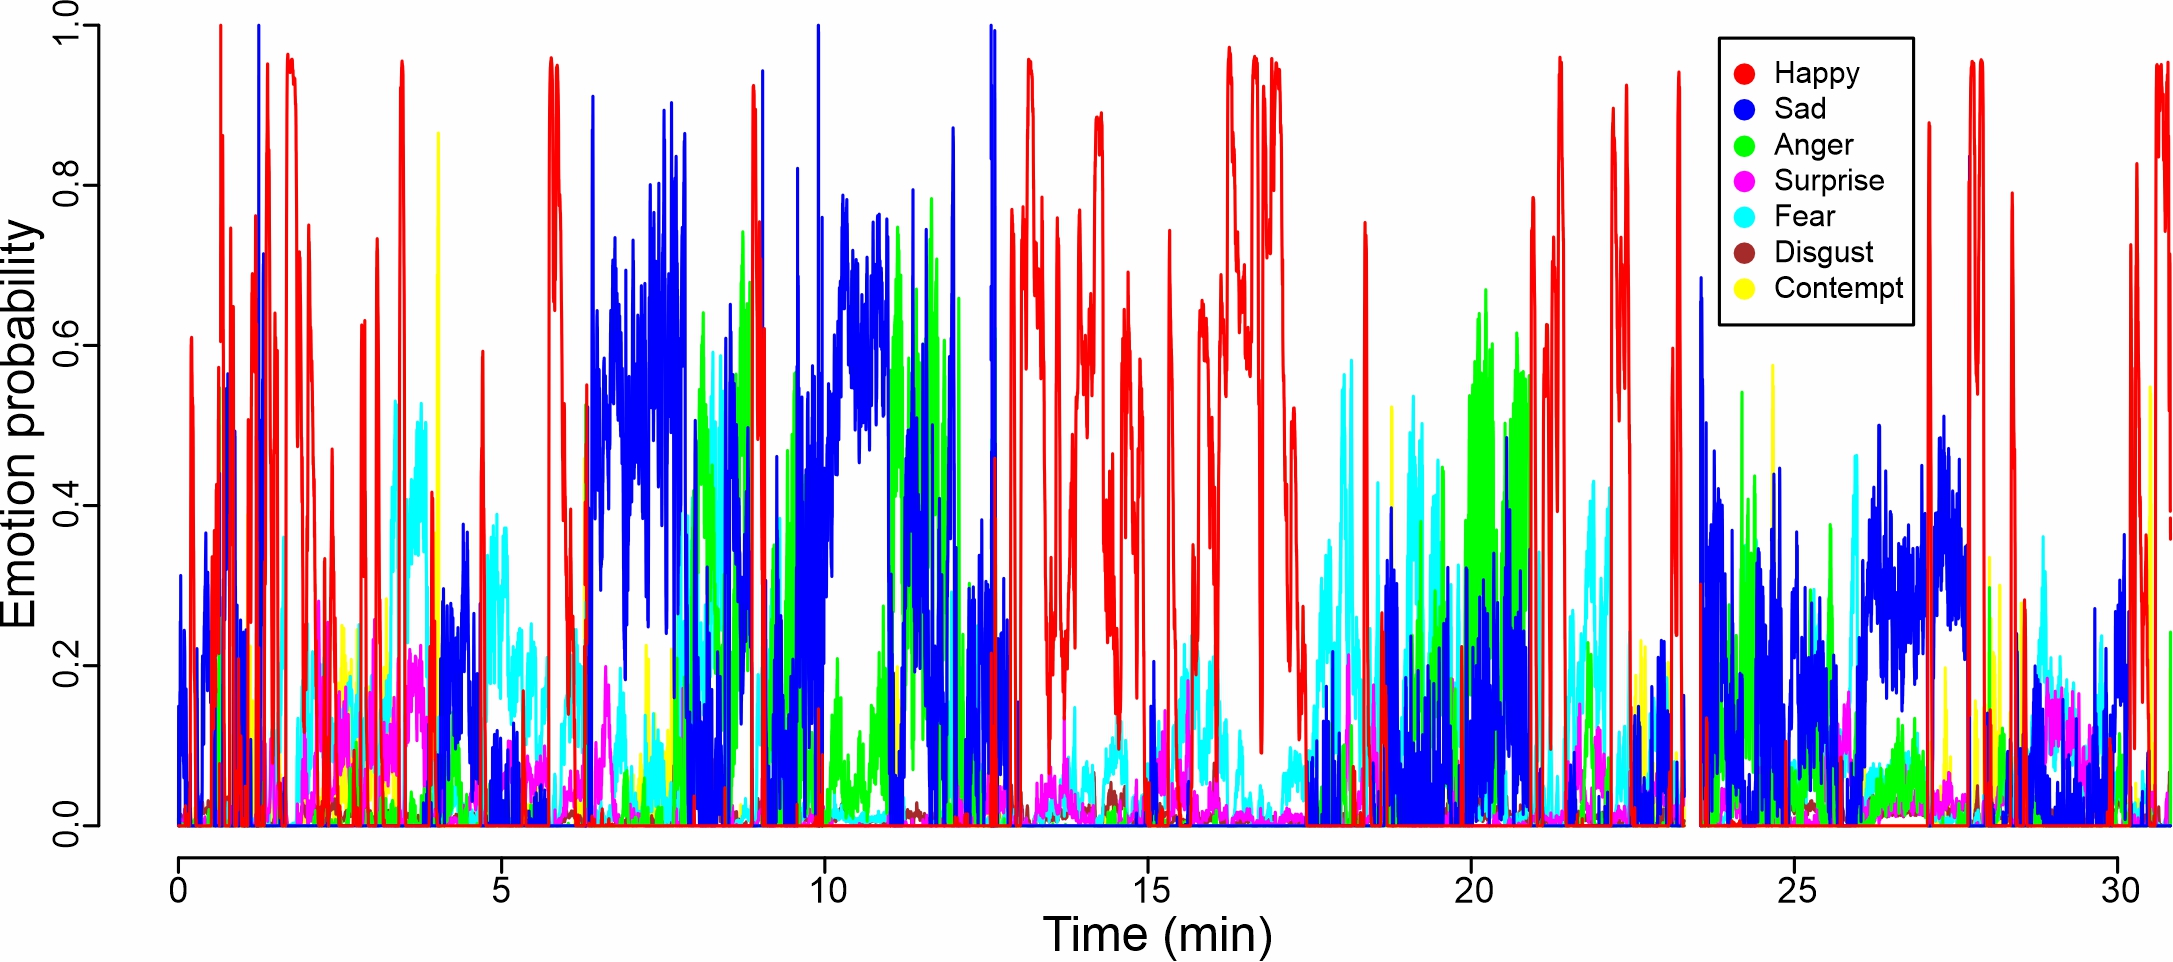 Emotion probability
1.0
0.8
0.6
0.4
0.2
0.0
Happy
Sad
Anger
Surprise
Fear
Disgust
Contempt
0 5 10 15 20 25 30
Time (min)